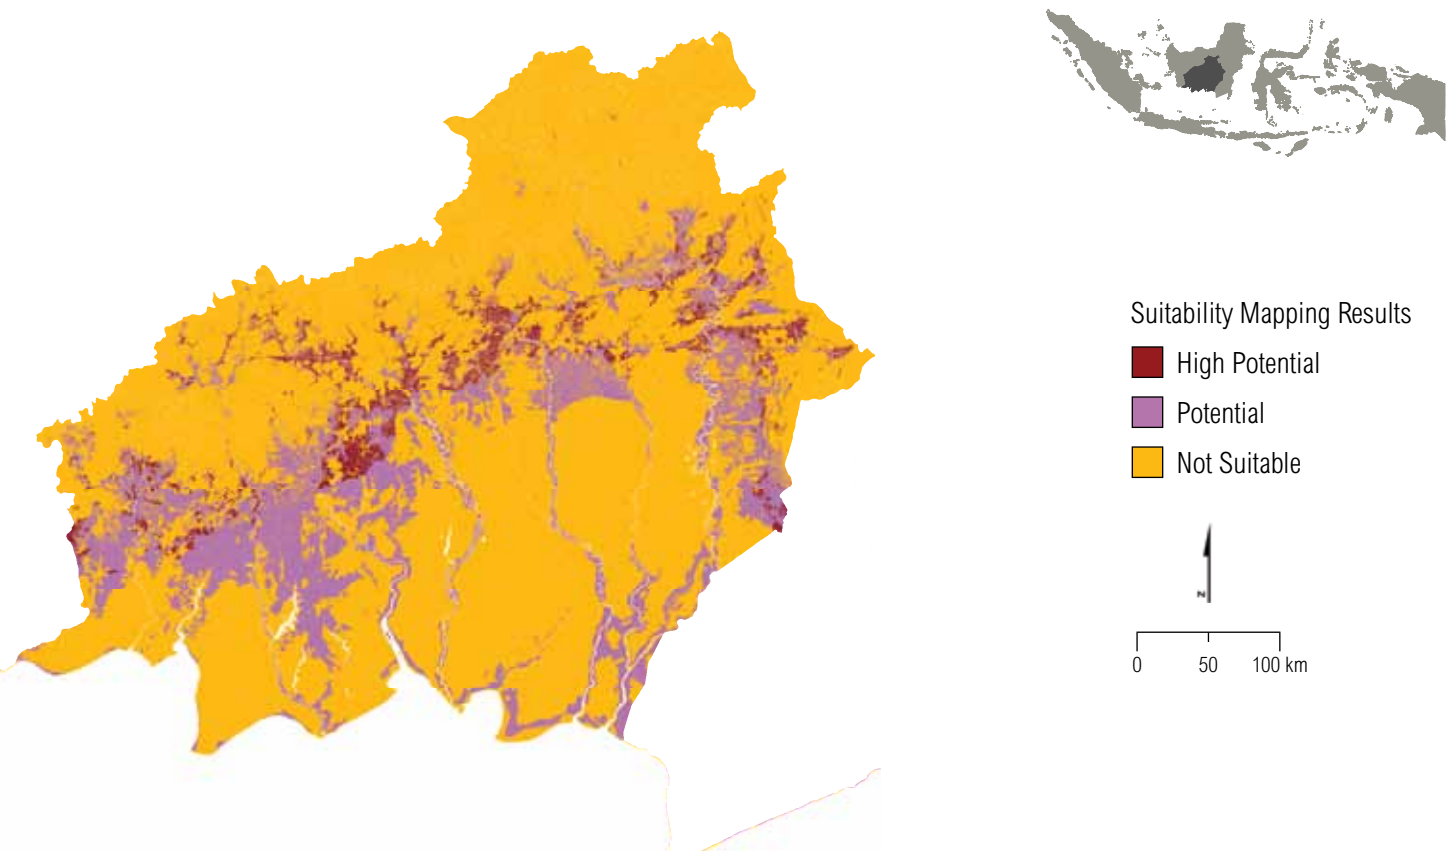 Suitability Mapping Results
High Potential
Potential
Not Suitable
N
0 50 100 km